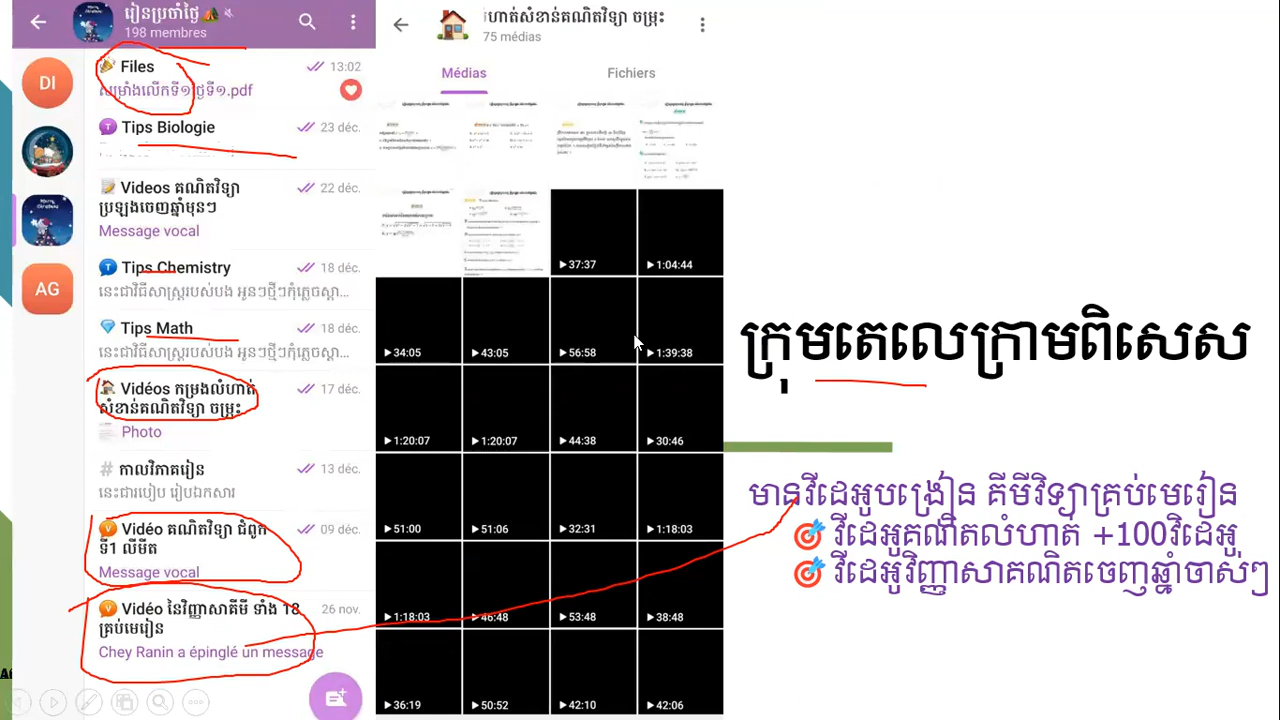 រៀនប្រចាំថ្ងៃ
198 membres
DI
AG
Files
13:02
ឃ្មាំងលើកទី១ ថ្ងៃទី១.pdf
Tips Biologie
23 déc.
Videos គណិតវិទ្យា
22 déc.
Message vocal
Tips chemistry
18 déc.
នេះជាវិធីសាស្ត្ររបស់បង អូនៗថ្មីៗកុំភ្លេចស្តា...
Tips Math
18 déc.
នេះជាវិធីសាស្ត្ររបស់បង អូនៗថ្មីៗកុំភ្លេចស្តា...
Vidéos កម្រងលំហាត់
17 déc.
សំខាន់គណិតវិទ្យា ចម្រុះ
Photo
# កាលវិភាគរៀន
13 déc.
នេះជារបៀប រៀបឯកសារ
Vidéo គណិតវិទ្យា ជំពូក
09 déc.
ទី1 លីមីត
Message vocal
Vidéo នៃវិញ្ញាសាគីមី ទាំង 18
26 nov.
គ្រប់មេរៀន
Chey Ranin a épinglé un message
ហាត់សំខាន់គណិតវិទ្យា ចម្រុះ
75 médias
Médias
Fichiers
37:37
1:04:44
34:05
43:05
56:58
1:39:38
1:20:07
1:20:07
44:38
30:46
51:00
51:06
32:31
1:18:03
1:18:03
46:48
53:48
38:48
36:19
50:52
42:10
42:06
ក្រុមតេលេក្រាមពិសេស
មានវីដេអូបង្រៀន គីមីវិទ្យាគ្រប់មេរៀន
វីដេអូគណិតលំហាត់ +100វិដេអូ
វីដេអូវិញ្ញាសាគណិតចេញឆ្នាំចាស់ៗ